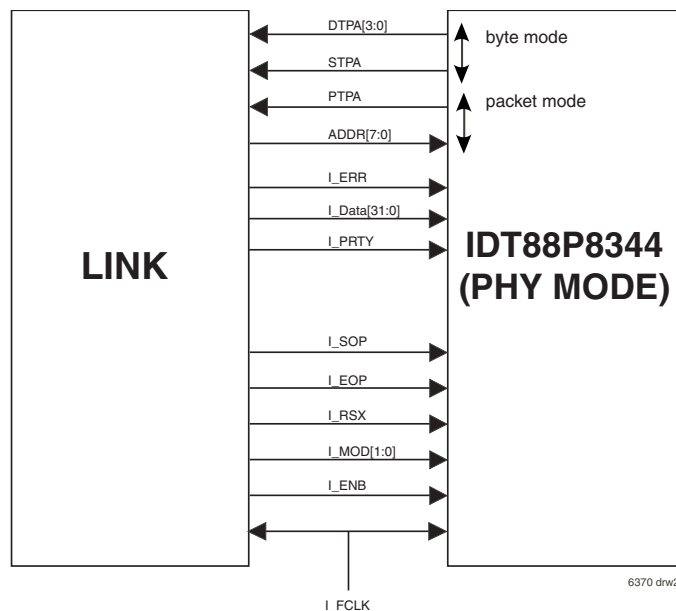 DTPA[3:0]
byte mode
STPA
PTPA
packet mode
ADDR[7:0]
I_ERR
I_Data[31:0]
I_PRTY
LINK
IDT88P8344
(PHY MODE)
I_SOP
I_EOP
I_RSX
I_MOD[1:0]
I_ENB
6370 drw2
I_FCLK